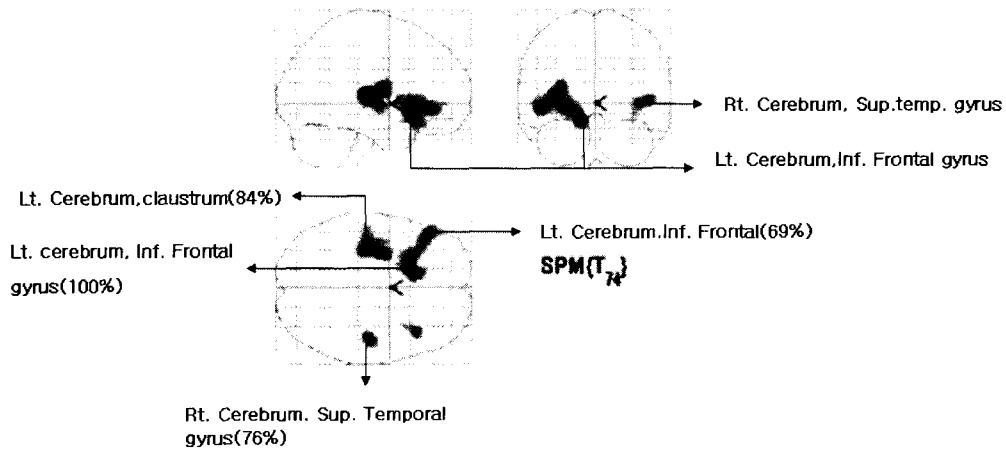 Rt. Cerebrum, Sup.temp. gyrus
Lt. Cerebrum,Inf. Frontal gyrus
Lt. Cerebrum,claustrum(84%)
Lt. Cerebrum.Inf. Frontal(69%)
Lt. cerebrum, Inf. Frontal
gyrus(100%)
SPM{T74}
Rt. Cerebrum. Sup. Temporal
gyrus(76%)